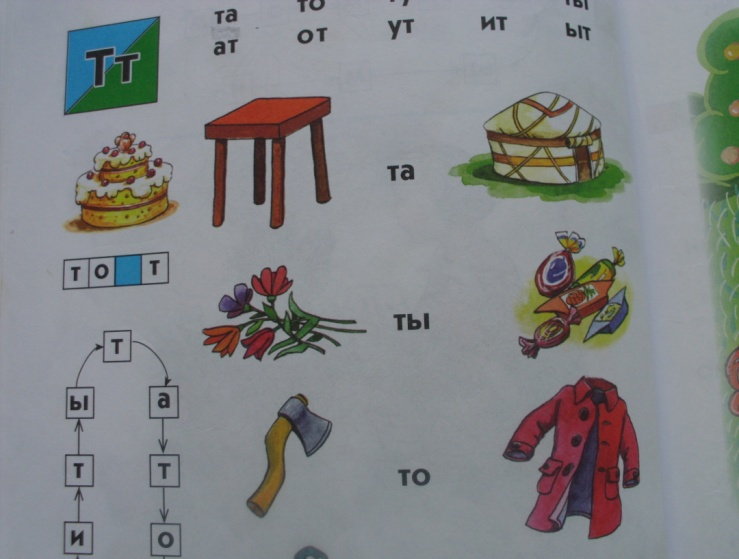 та то ты
ат от ут ит ыт
Тт
та
то т
ты
т
ы а
т т
то
и о